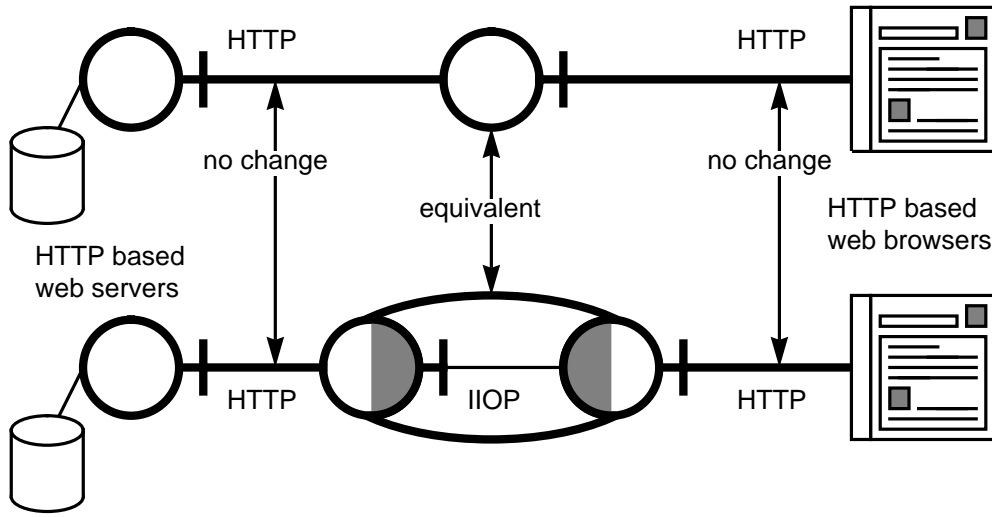 HTTP
HTTP
no change
no change
equivalent
HTTP based
web browsers
HTTP based
web servers
HTTP
IIOP
HTTP